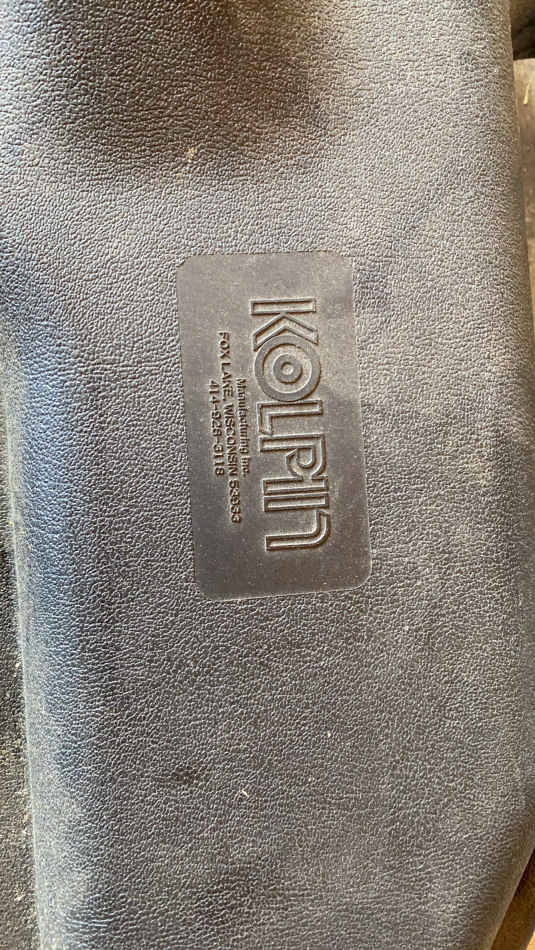 KOLPIN
Manufacturing Inc.
FOX LAKE, WISCONSIN 53933
414-928-3118